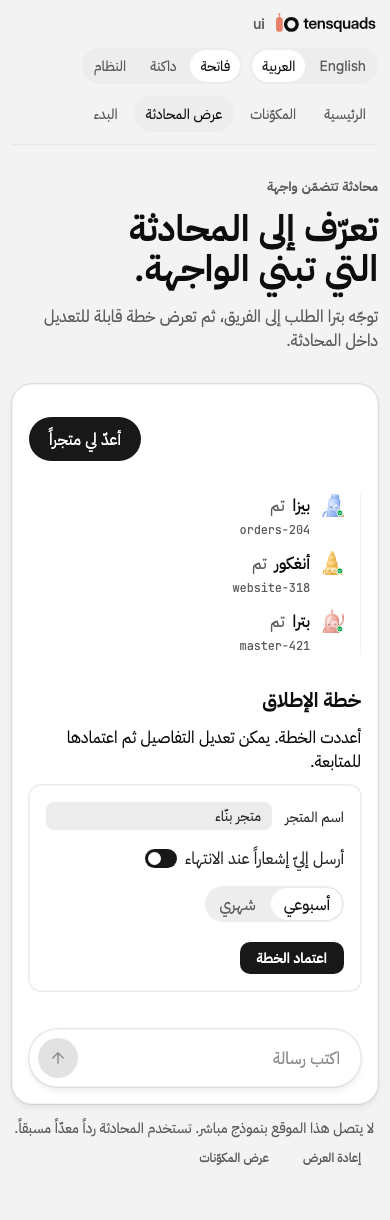 tensquads ui
English العربية فاتحة داكنة النظام
الرئيسية المكوّنات عرض المحادثة البدء
محادثة تتضمّن واجهة
تعرّف إلى المحادثة
التي تبني الواجهة.
توجّه بترا الطلب إلى الفريق، ثم تعرض خطة قابلة للتعديل
داخل المحادثة.
أعدّ لي متجراً
بيزا تم
orders-204
أنغكور تم
website-318
بترا تم
master-421
خطة الإطلاق
أعددت الخطة. يمكن تعديل التفاصيل ثم اعتمادها
للمتابعة.
اسم المتجر متجر بنّاء
أرسل إليّ إشعاراً عند الانتهاء
أسبوعي شهري
اعتماد الخطة
اكتب رسالة
لا يتصل هذا الموقع بنموذج مباشر. تستخدم المحادثة رداً معدّاً مسبقاً.
إعادة العرض عرض المكوّنات